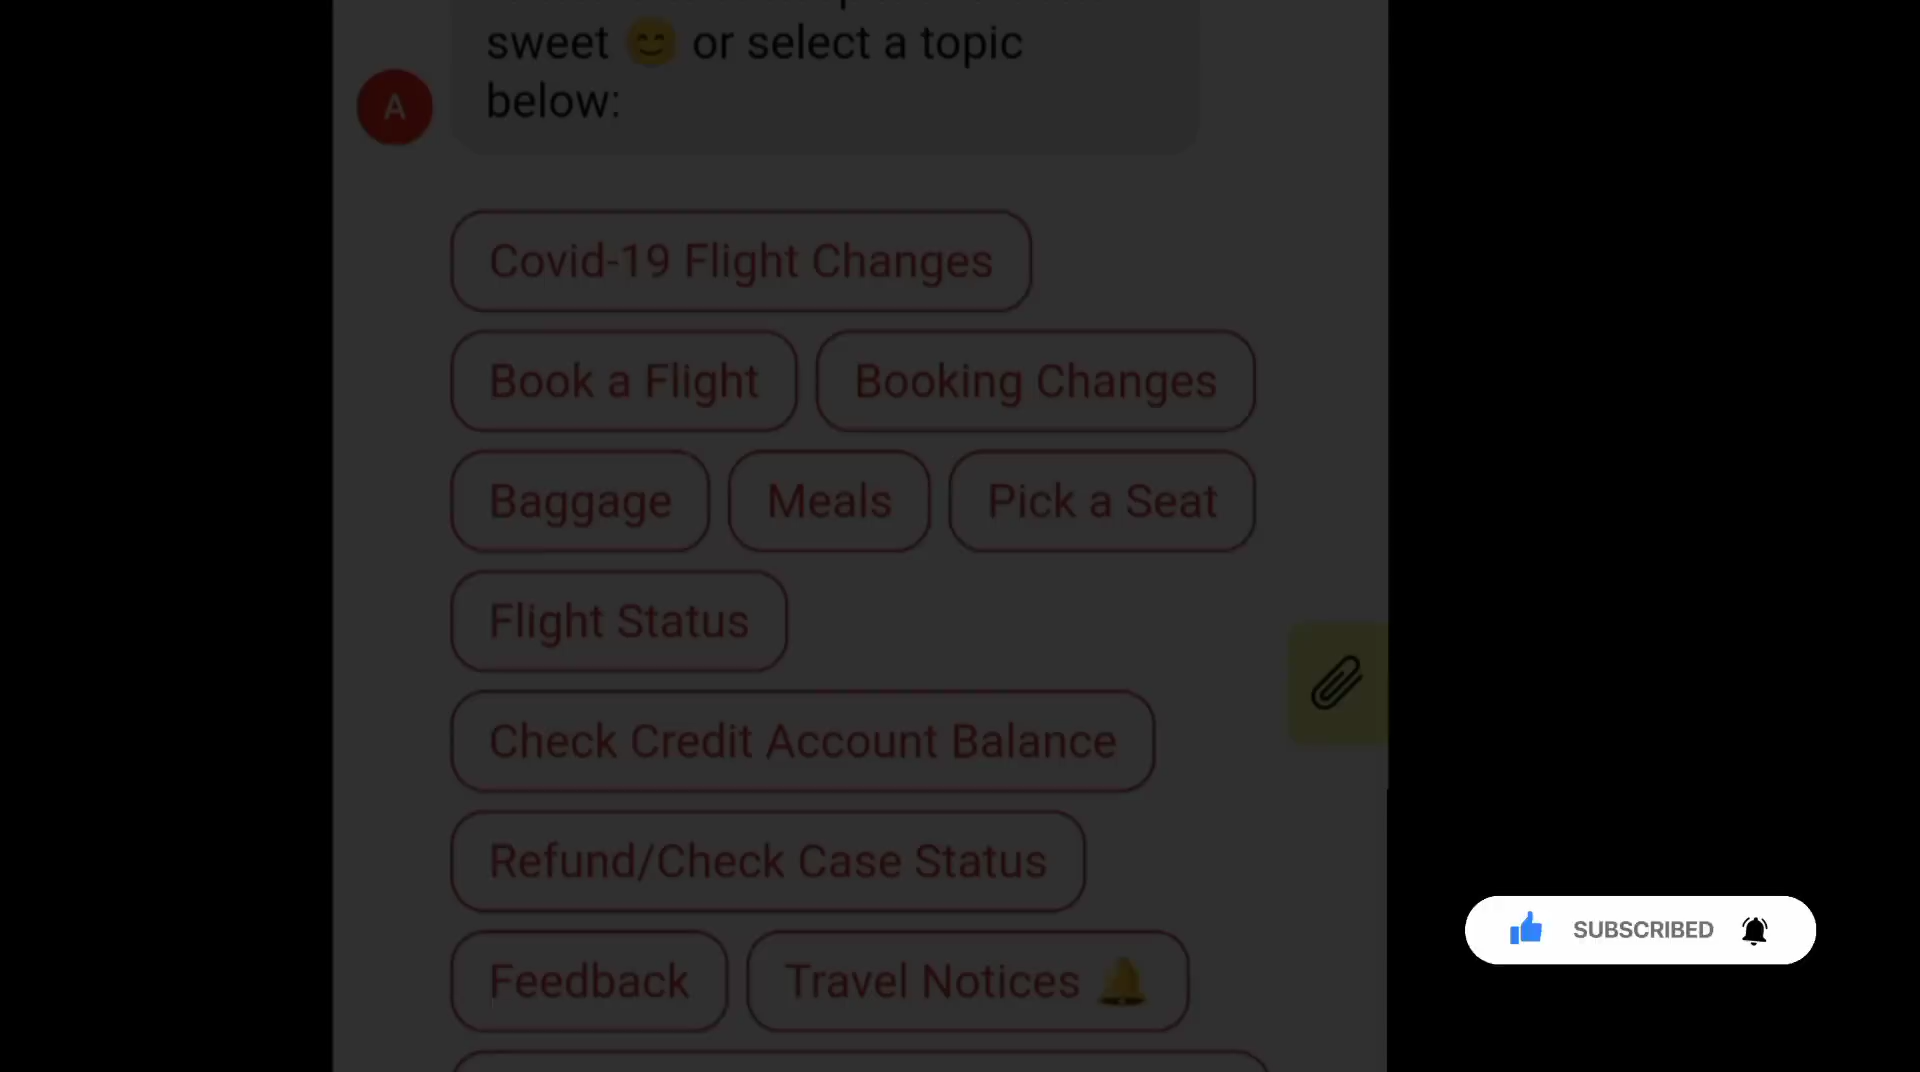 sweet 😊 or select a topic
below:
A
Covid-19 Flight Changes
Book a Flight
Booking Changes
Baggage
Meals
Pick a Seat
Flight Status
Check Credit Account Balance
Refund/Check Case Status
Feedback
Travel Notices 🔔
SUBSCRIBED